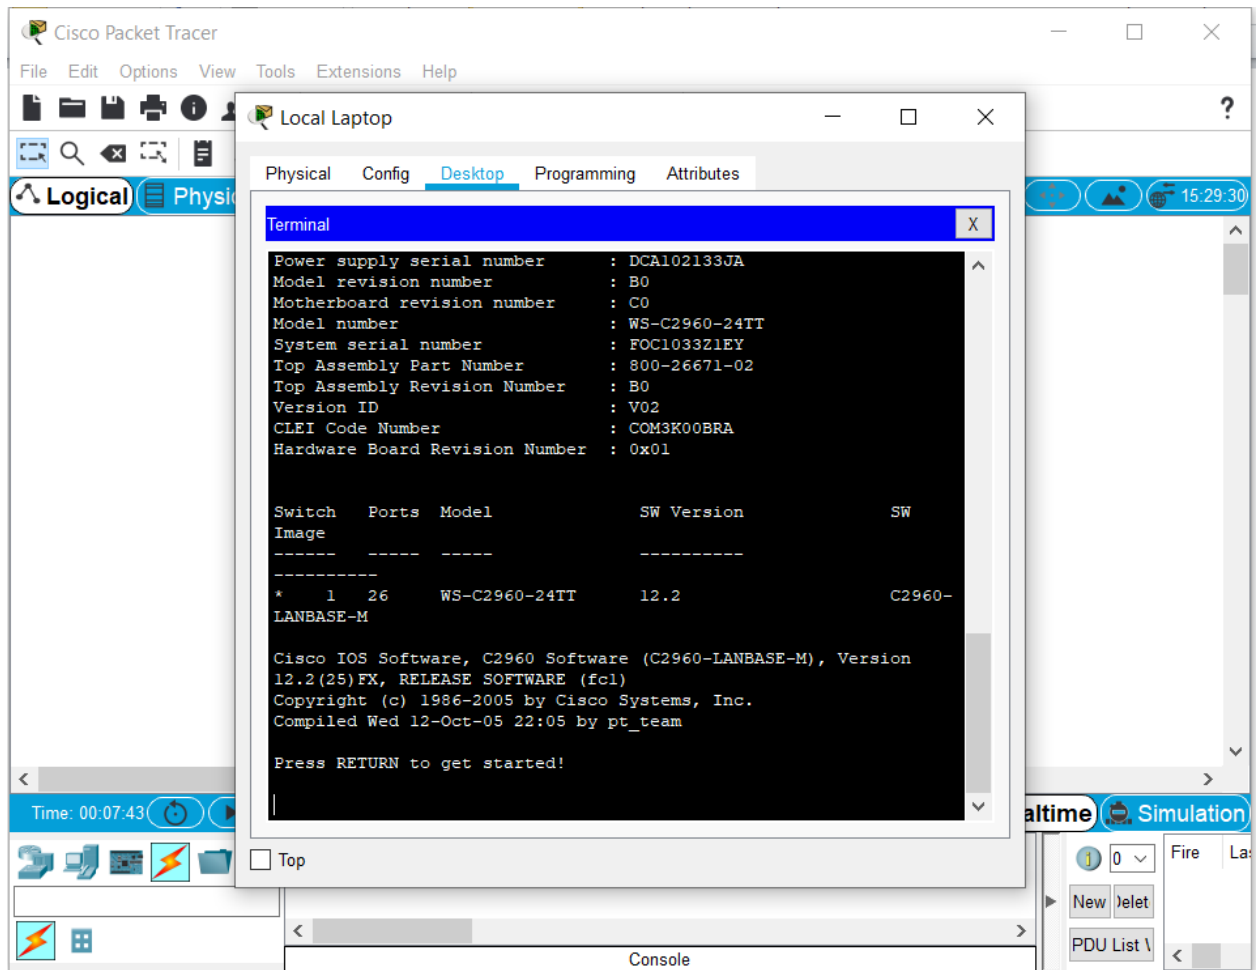 Cisco Packet Tracer
File Edit Options View Tools Extensions Help
?
Local Laptop
Physical Config Desktop Programming Attributes
Logical
15:29:30
Terminal X
Power supply serial number : DCA102133JA
Model revision number : B0
Motherboard revision number : C0
Model number : WS-C2960-24TT
System serial number : FOC1033Z1EY
Top Assembly Part Number : 800-26671-02
Top Assembly Revision Number : B0
Version ID : V02
CLEI Code Number : COM3K00BRA
Hardware Board Revision Number : 0x01
Switch Ports Model SW Version SW
Image
------ ----- ----- ----------
----------
* 1 26 WS-C2960-24TT 12.2 C2960-
LANBASE-M
Cisco IOS Software, C2960 Software (C2960-LANBASE-M), Version
12.2(25)FX, RELEASE SOFTWARE (fc1)
Copyright (c) 1986-2005 by Cisco Systems, Inc.
Compiled Wed 12-Oct-05 22:05 by pt_team
Press RETURN to get started!
Time: 00:07:43
altime Simulation
Top
0
Fire
New elet
PDU List
Console